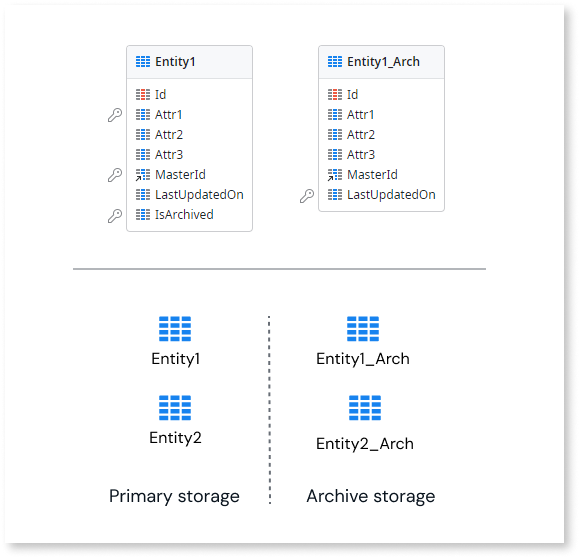 Entity1
Id
Attr1
Attr2
Attr3
MasterId
LastUpdatedOn
IsArchived
Entity1_Arch
Id
Attr1
Attr2
Attr3
MasterId
LastUpdatedOn
Entity1
Entity2
Primary storage
Entity1_Arch
Entity2_Arch
Archive storage